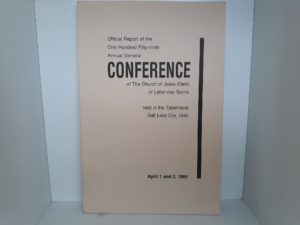 Official Report of the
One Hundred Fifty-ninth
Annual General
CONFERENCE
of The Church of Jesus Christ
of Latter-day Saints
held in the Tabernacle
Salt Lake City, Utah
April 1 and 2, 1989